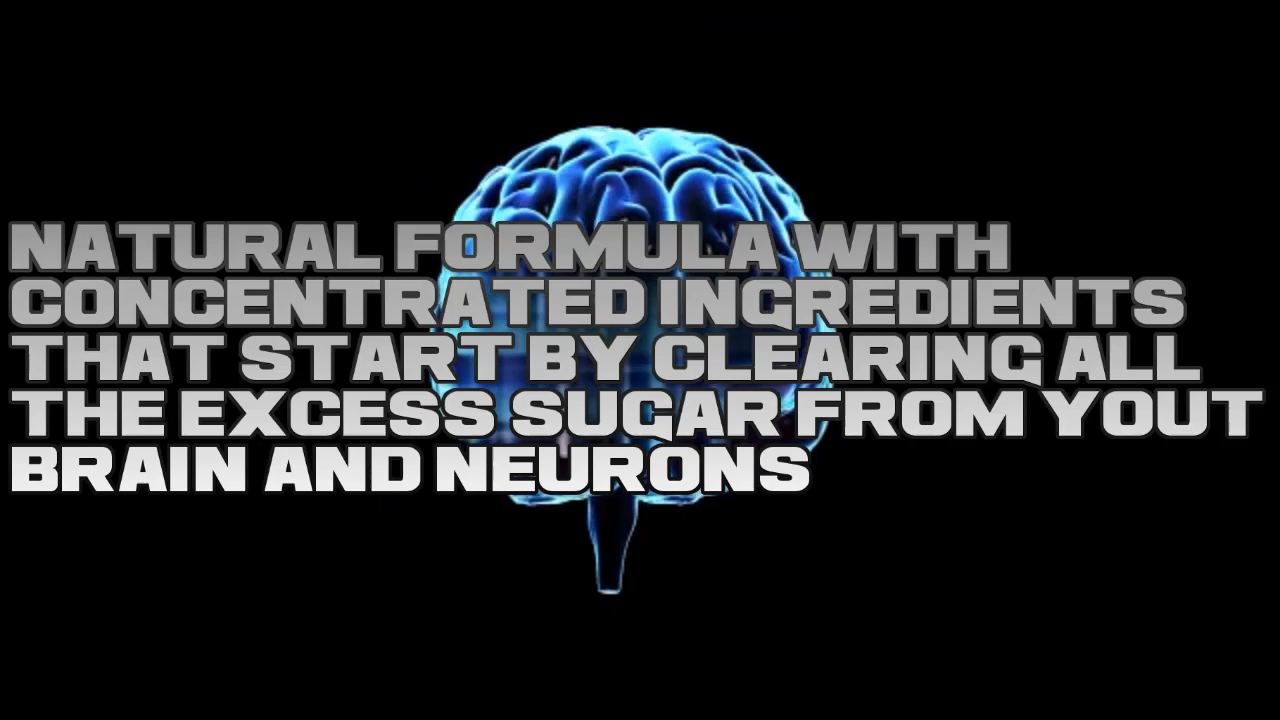 NATURAL FORMULA WITH
CONCENTRATED INGREDIENTS
THAT START BY CLEARING ALL
THE EXCESS SUGAR FROM YOUT
BRAIN AND NEURONS